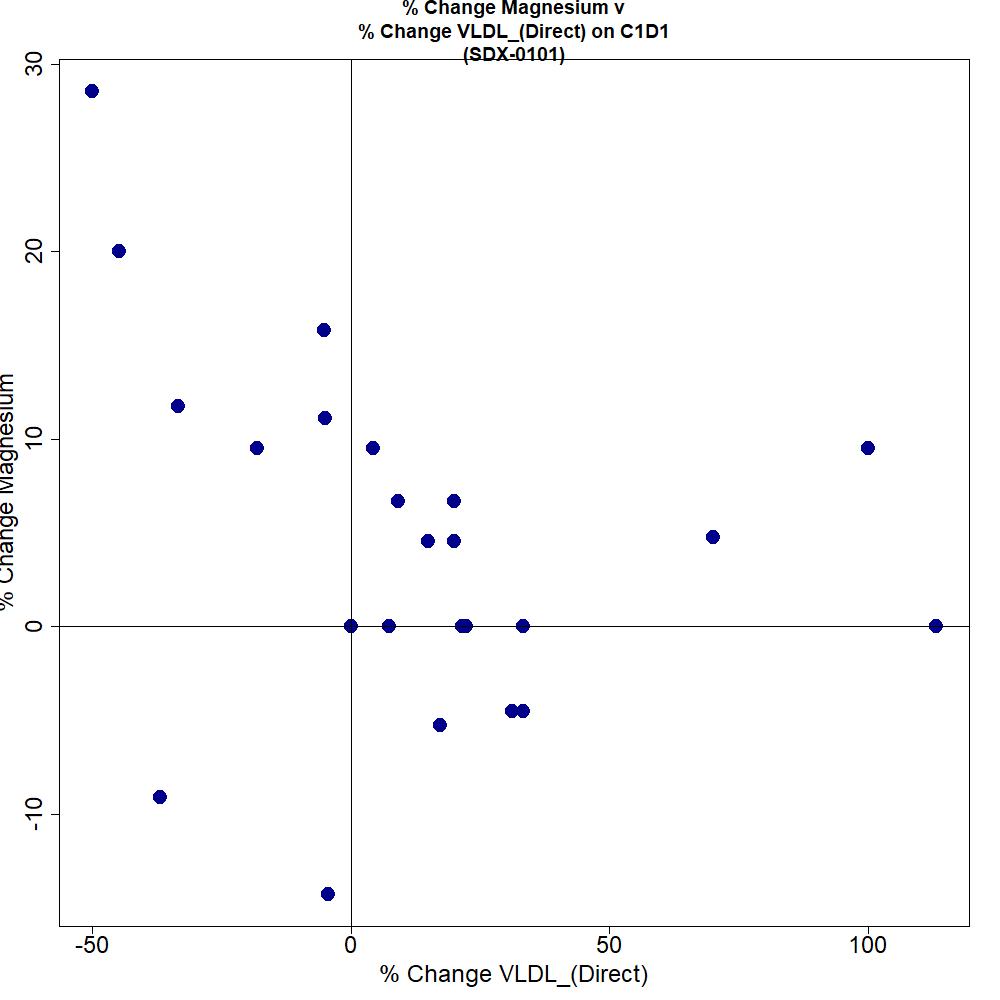 % Change Magnesium v
% Change VLDL_(Direct) on C1D1
(SDX-0101)
30
20
10
0
-10
% Change Magnesium
-50
0
50
100
% Change VLDL_(Direct)